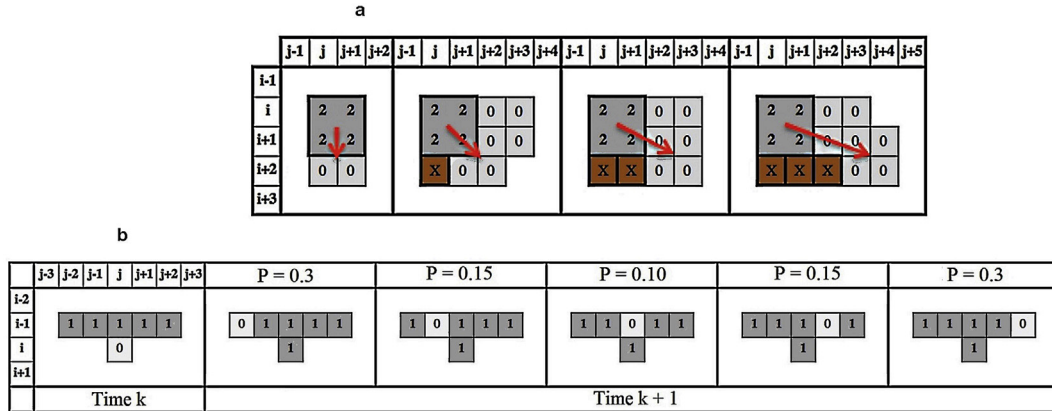 a
j-1 j j+1 j+2 j-1 j j+1 j+2 j+3 j+4 j-1 j j+1 j+2 j+3 j+4 j-1 j j+1 j+2 j+3 j+4 j+5
i-1
i 2 2 2 2 0 0 2 2 0 0 2 2 0 0
i+1 2 2 2 2 0 0 2 2 0 0 2 2 0 0 0
i+2 0 0 X 0 0 X X 0 0 X X X 0 0
i+3
b
j-3 j-2 j-1 j j+1 j+2 j+3 P = 0.3 P = 0.15 P = 0.10 P = 0.15 P = 0.3
i-2
i-1 1 1 1 1 1 0 1 1 1 1 1 0 1 1 1 1 1 0 1 1 1 1 1 0 1 1 1 1 1 0
i 0 1 1 1 1 1
i+1
Time k Time k + 1